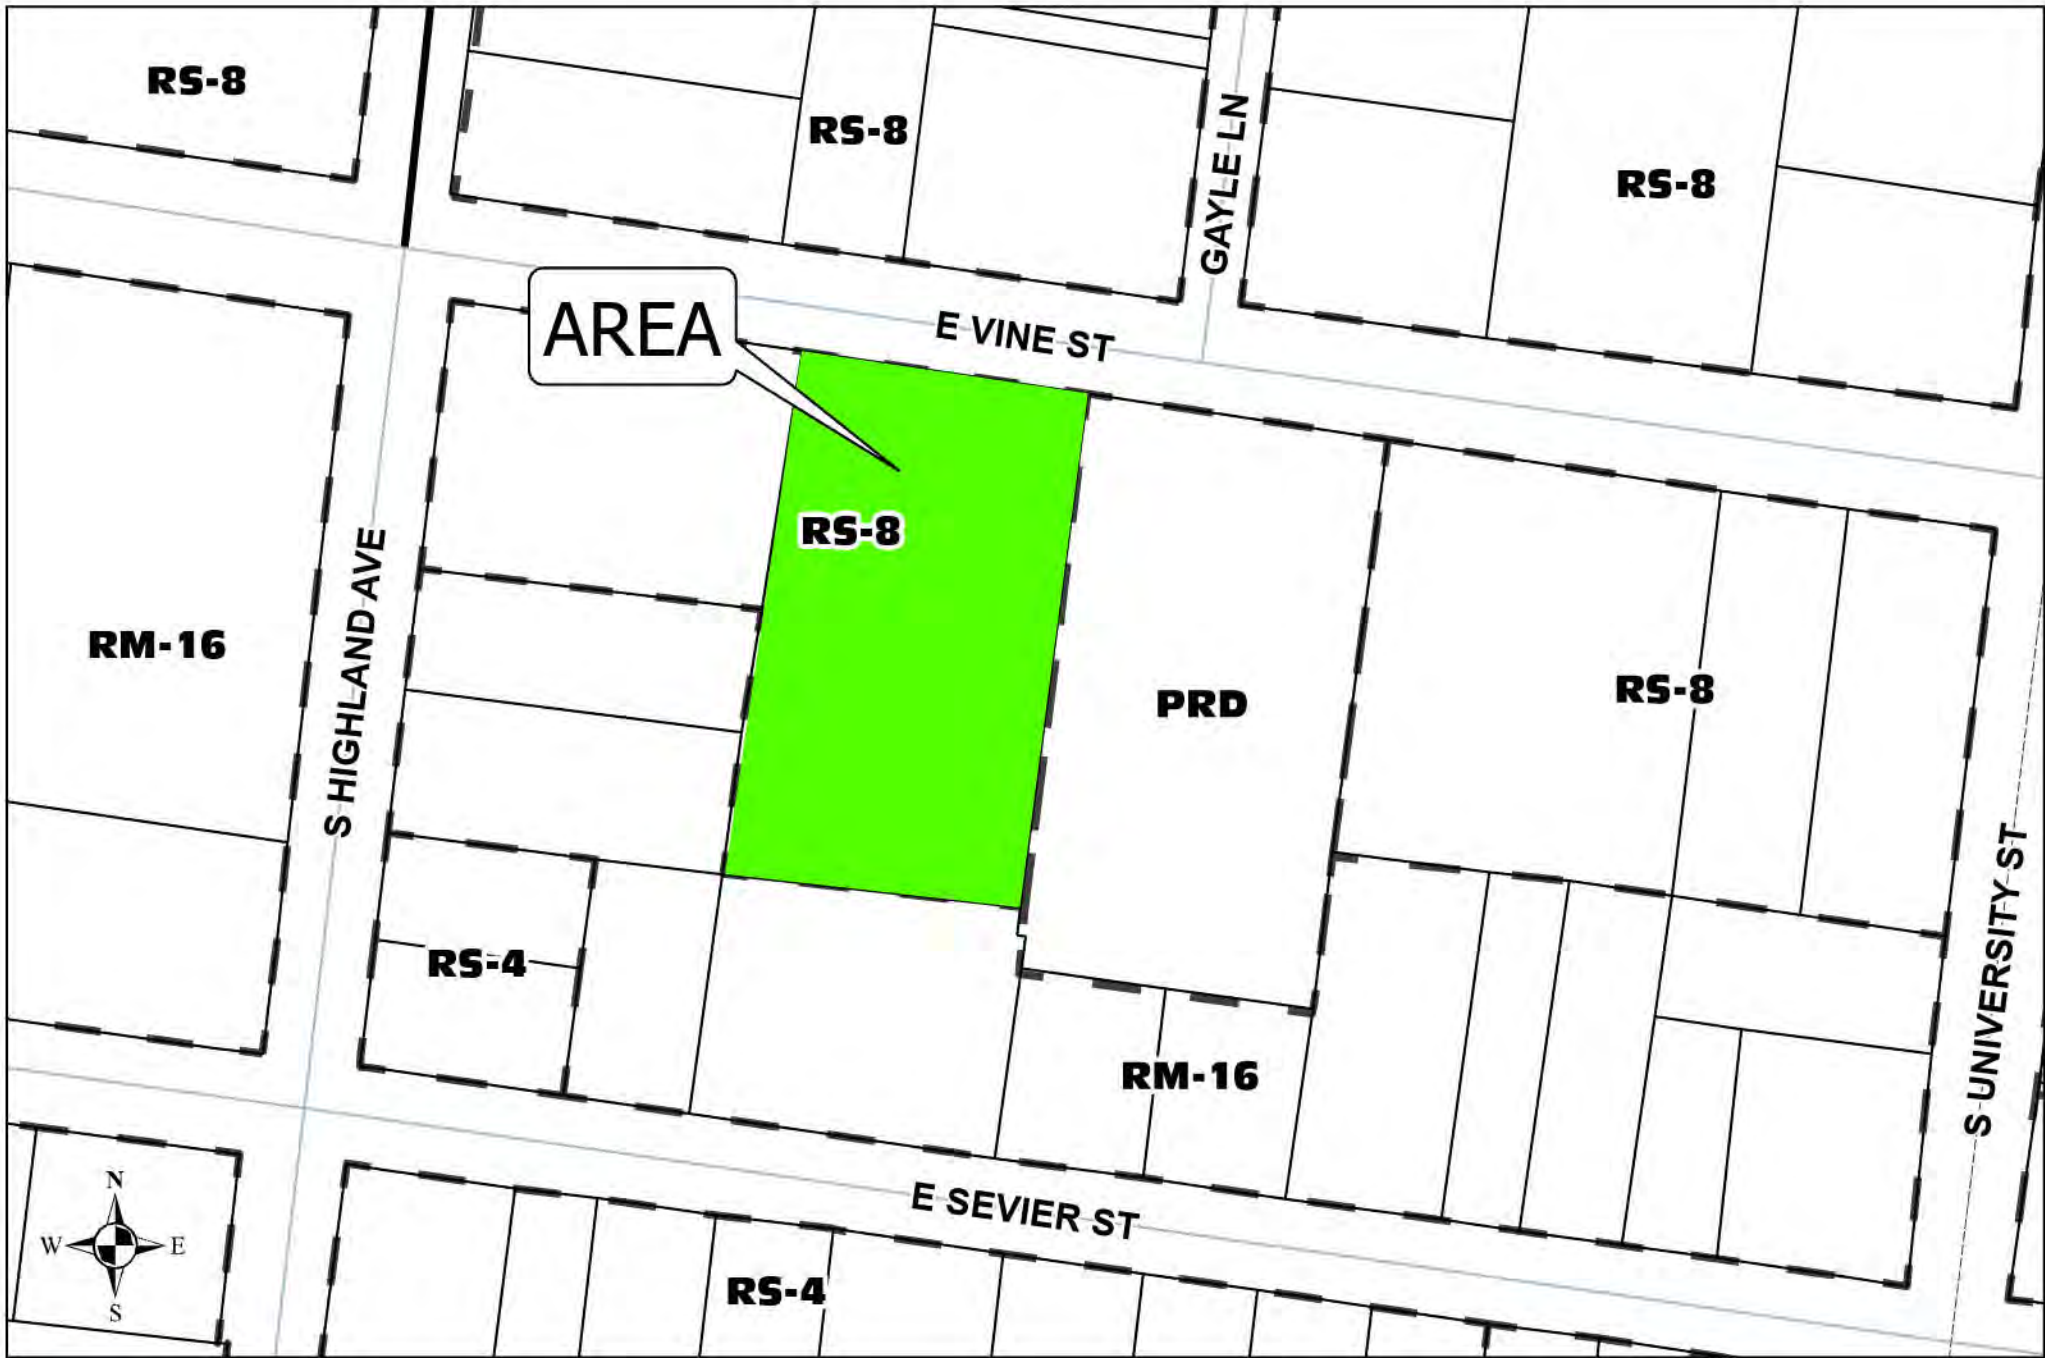 RS-8
RS-8
RS-8
GAYLE LN
E VINE ST
AREA
RS-8
RM-16
S HIGHLAND AVE
PRD
RS-8
S UNIVERSITY ST
RS-4
RM-16
E SEVIER ST
RS-4
N
W
E
S